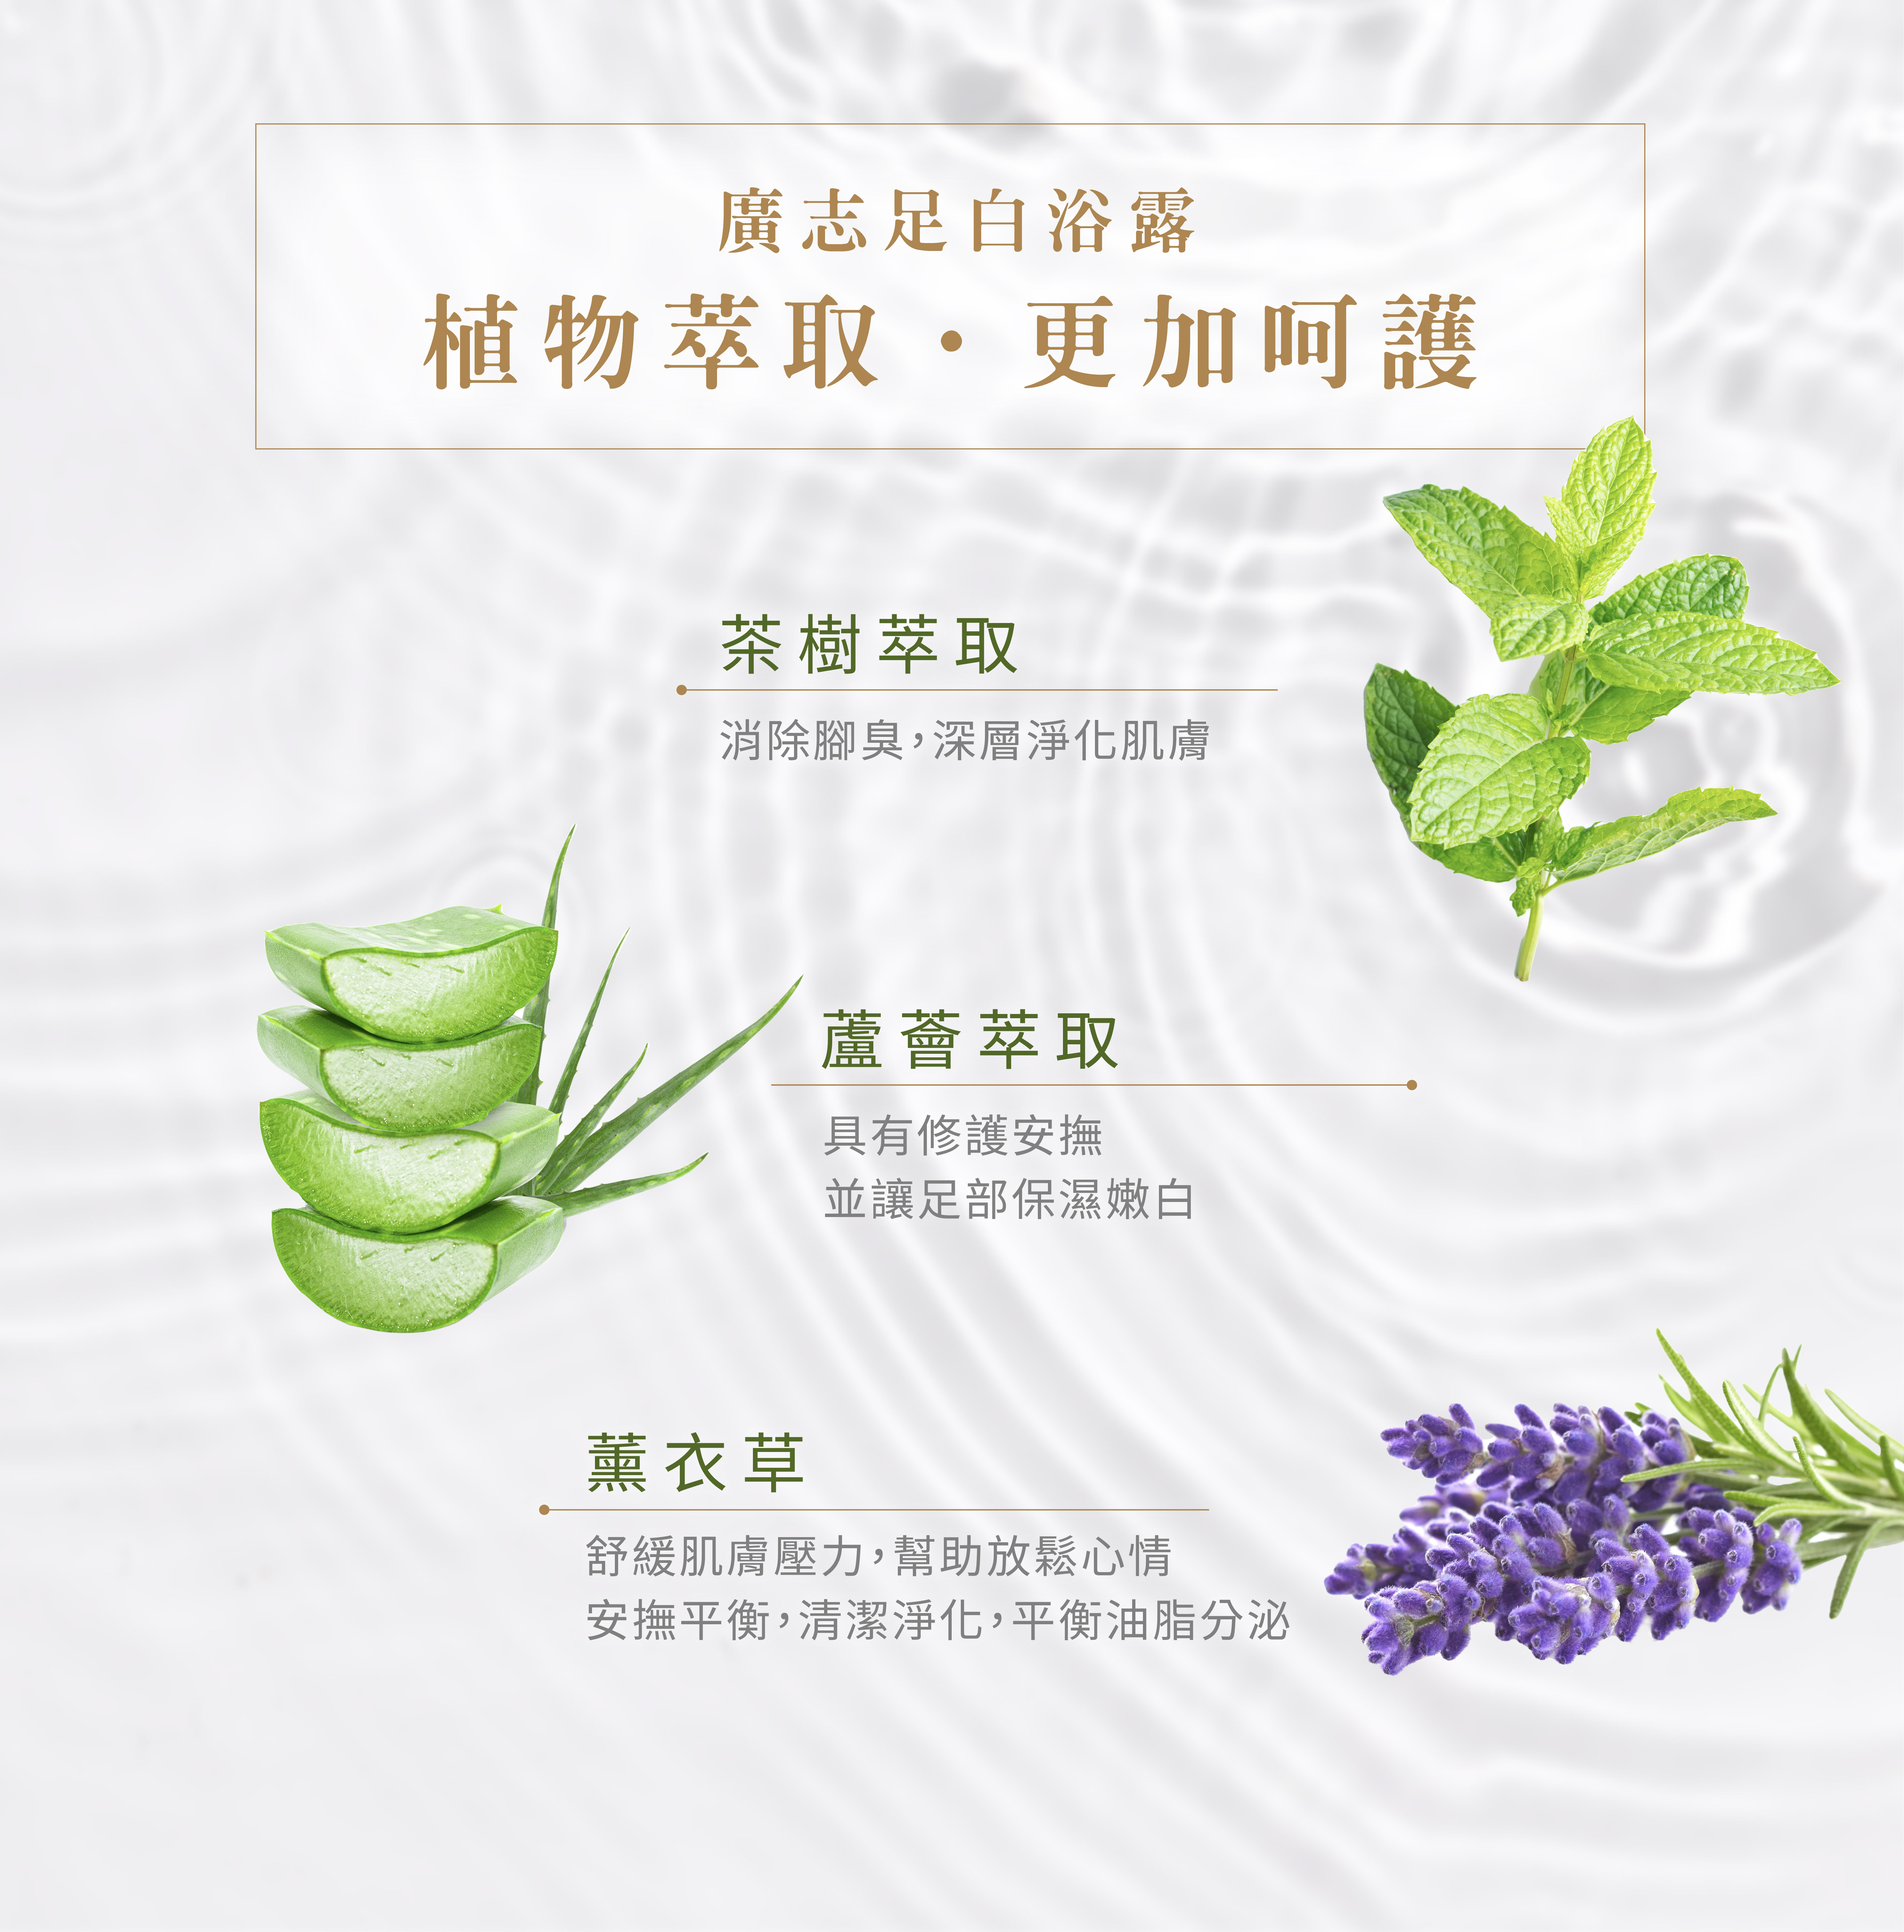 廣志足白浴露
植物萃取・更加呵護
茶樹萃取
消除腳臭，深層淨化肌膚
蘆薈萃取
具有修護安撫
並讓足部保濕嫩白
薰衣草
舒緩肌膚壓力，幫助放鬆心情
安撫平衡，清潔淨化，平衡油脂分泌